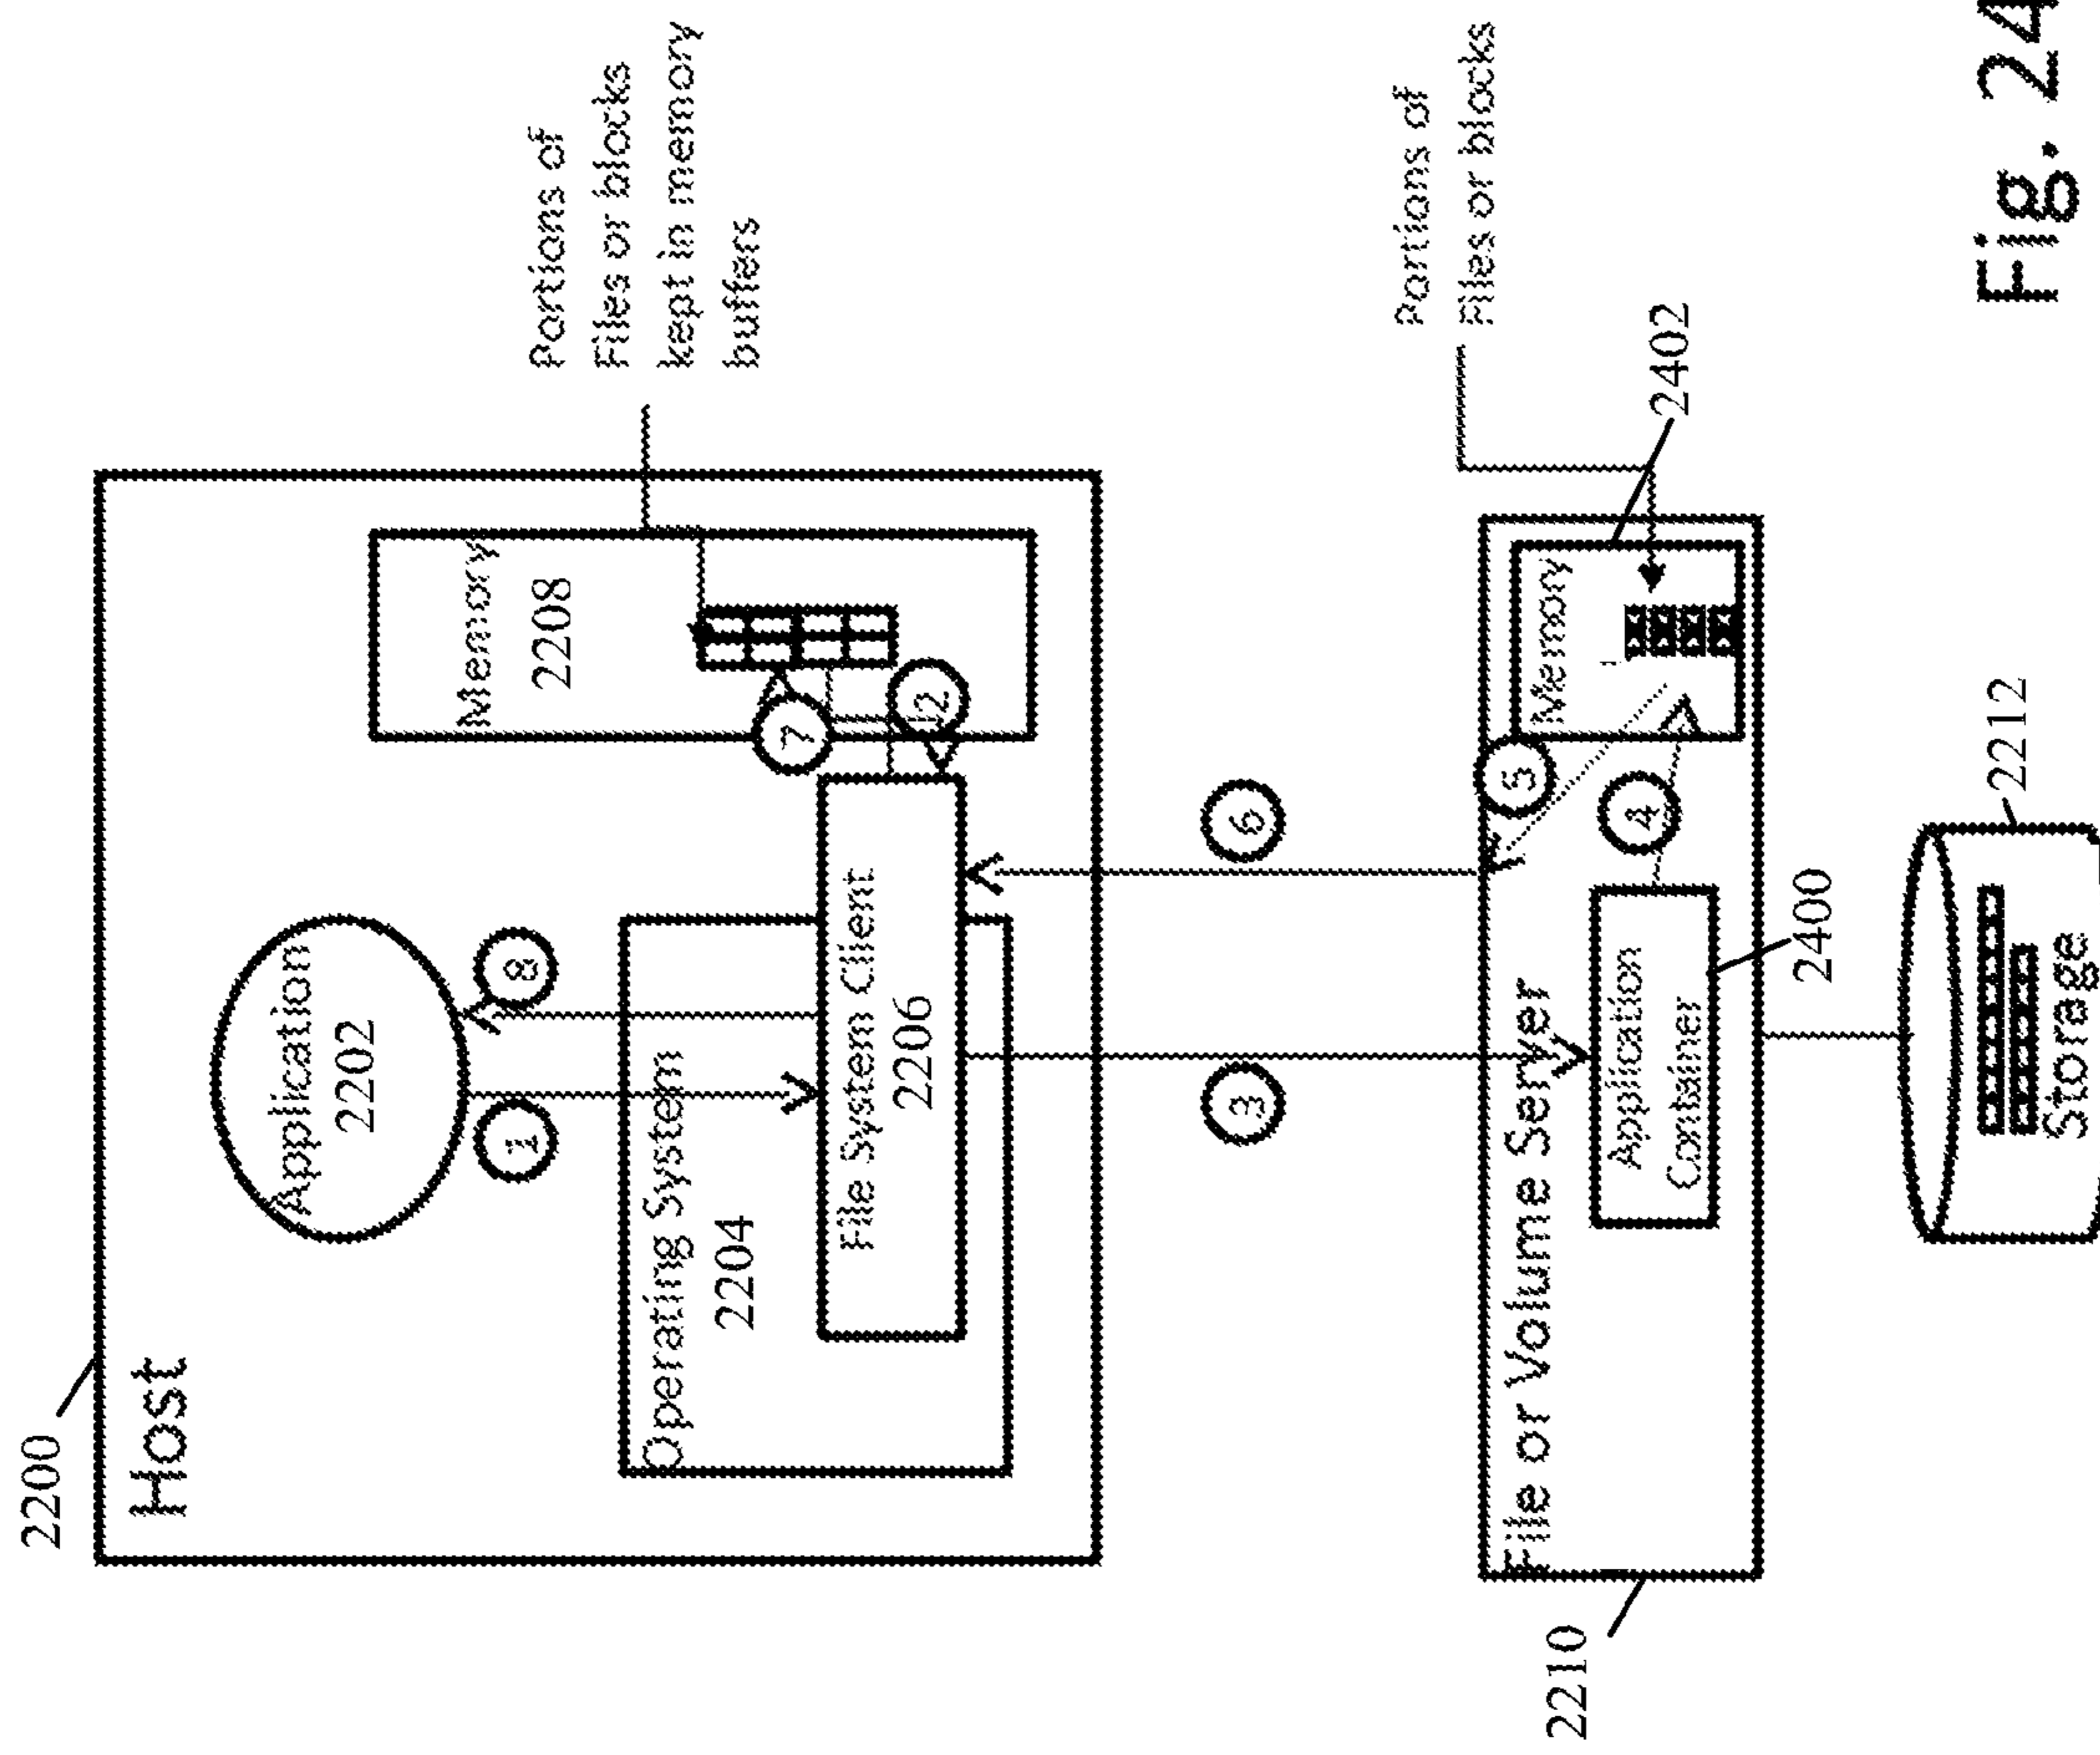 2200
Host
Application
2202
1
8
Operating System
2204
File System Client
2206
Memory
2208
7
2
Portions of
Files or blocks
kept in memory
buffers
3
6
2210
File or Volume Server
Application
Container
2400
4
5
Memory
2402
Portions of
Files or blocks
Storage
2212
Fig. 24